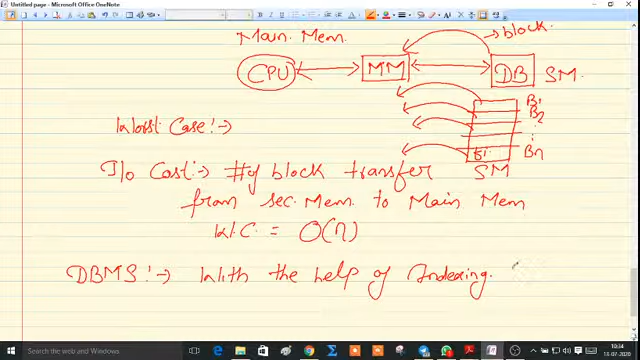 Untitled page - Microsoft Office OneNote
Main. Mem.
→block
CPU MM DB SM.
B1
B2
Worst Case :→
Bn
SM
I/o Cost :→ #of block transfer
from sec. Mem. to Main Mem
W.C = O(n)
DBMS :→ With the help of Indexing.
Search the web and Windows
10:34
18-07-2020